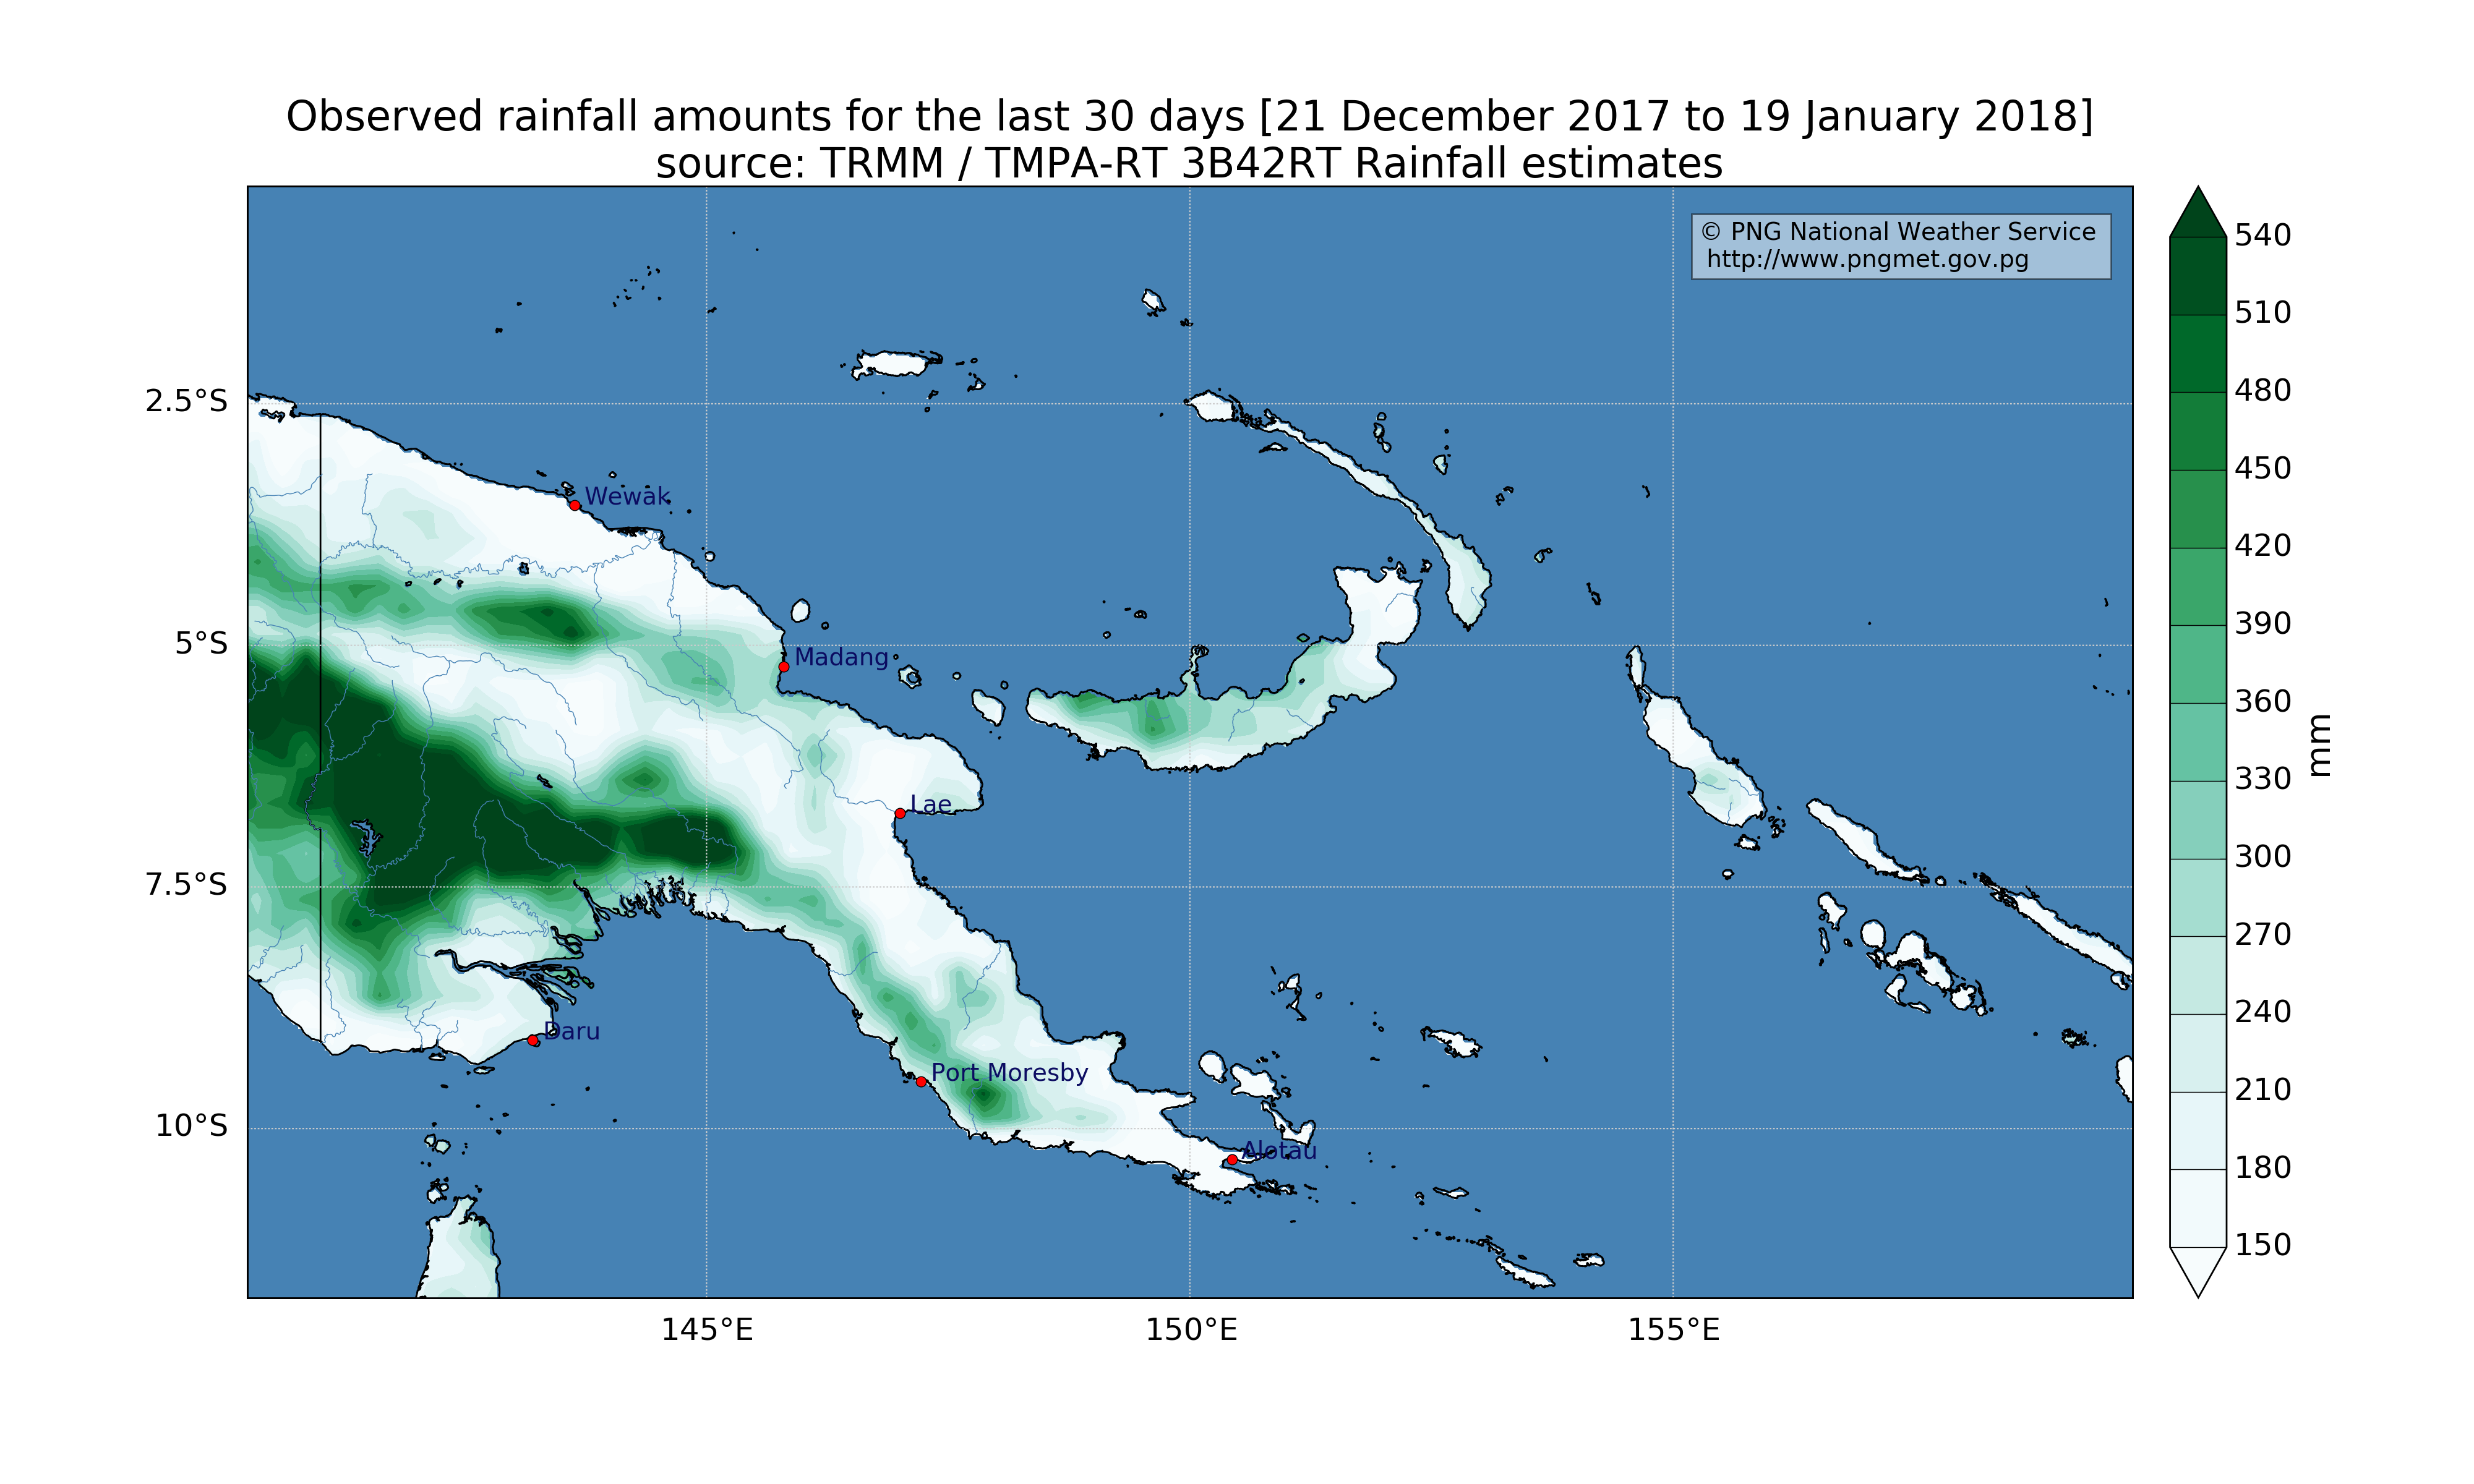 Observed rainfall amounts for the last 30 days [21 December 2017 to 19 January 2018]
source: TRMM / TMPA-RT 3B42RT Rainfall estimates
© PNG National Weather Service
http://www.pngmet.gov.pg
2.5°S
5°S
7.5°S
10°S
Wewak
Madang
Lae
Daru
Port Moresby
Alotau
145°E
150°E
155°E
540
510
480
450
420
390
360
330
300
270
240
210
180
150
mm